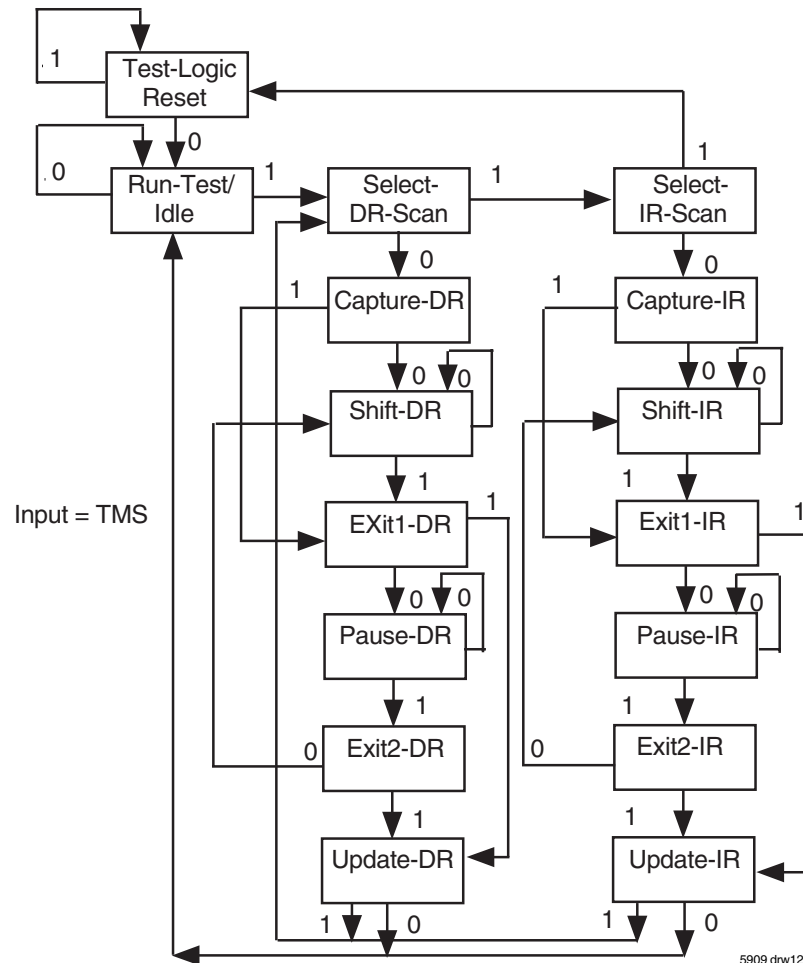 1
Test-Logic
Reset
0
0
Run-Test/
Idle
1
Select-
DR-Scan
1
Select-
IR-Scan
1
0
0
1
Capture-DR
1
Capture-IR
0
0
0
0
Shift-DR
Shift-IR
1
1
Input = TMS
EXit1-DR
1
Exit1-IR
1
0
0
0
0
Pause-DR
Pause-IR
1
1
0
Exit2-DR
0
Exit2-IR
1
1
Update-DR
Update-IR
1
0
1
0
5909 drw12